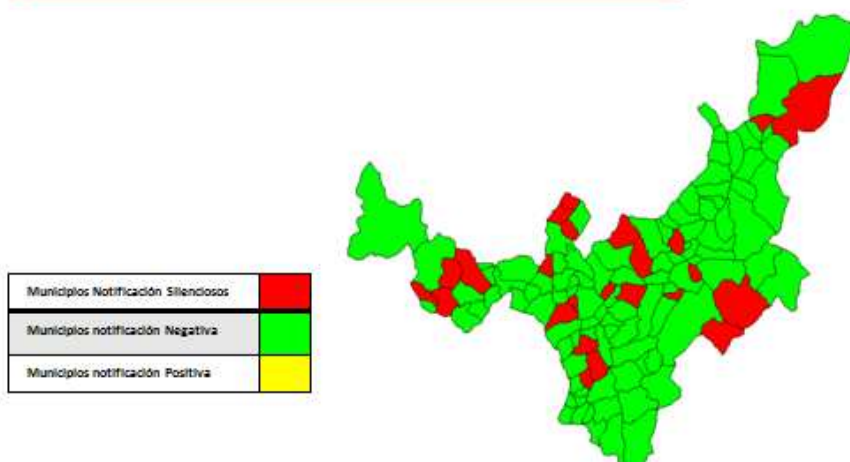 Municipios Notificación Silenciosos
Municipios notificación Negativa
Municipios notificación Positiva